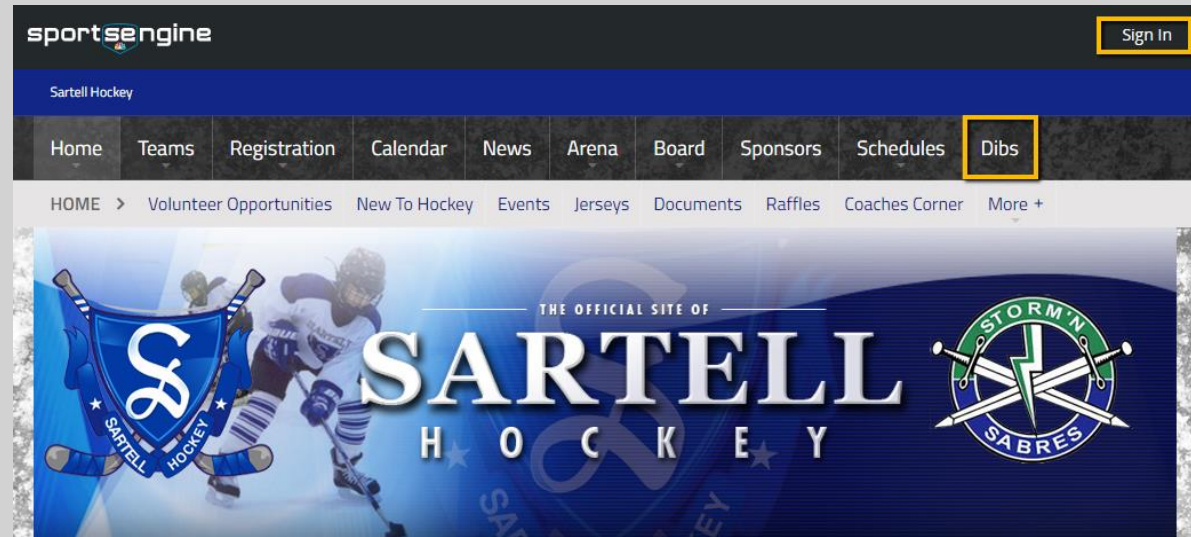 sportsengine
Sign In
Sartell Hockey
Home Teams Registration Calendar News Arena Board Sponsors Schedules Dibs
HOME > Volunteer Opportunities New To Hockey Events Jerseys Documents Raffles Coaches Corner More +
THE OFFICIAL SITE OF
SARTELL
HOCKEY
S
SARTELL HOCKEY
STORM'N
SABRES